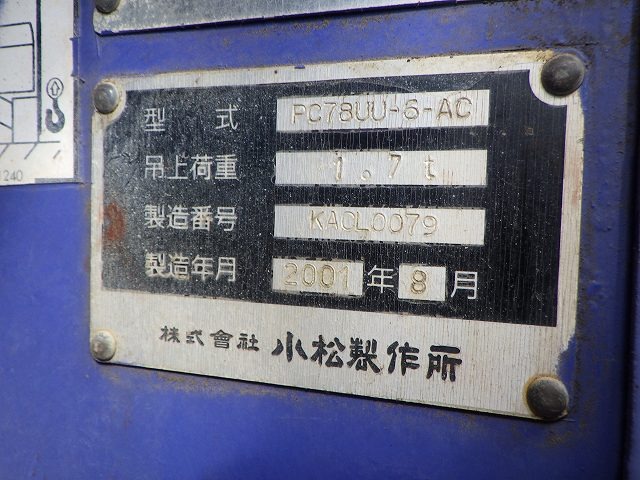 型 式 PC78UU-6-AC
吊上荷重 1.7t
製造番号 KACL0079
製造年月 2001年8月
株式會社 小松製作所
1240